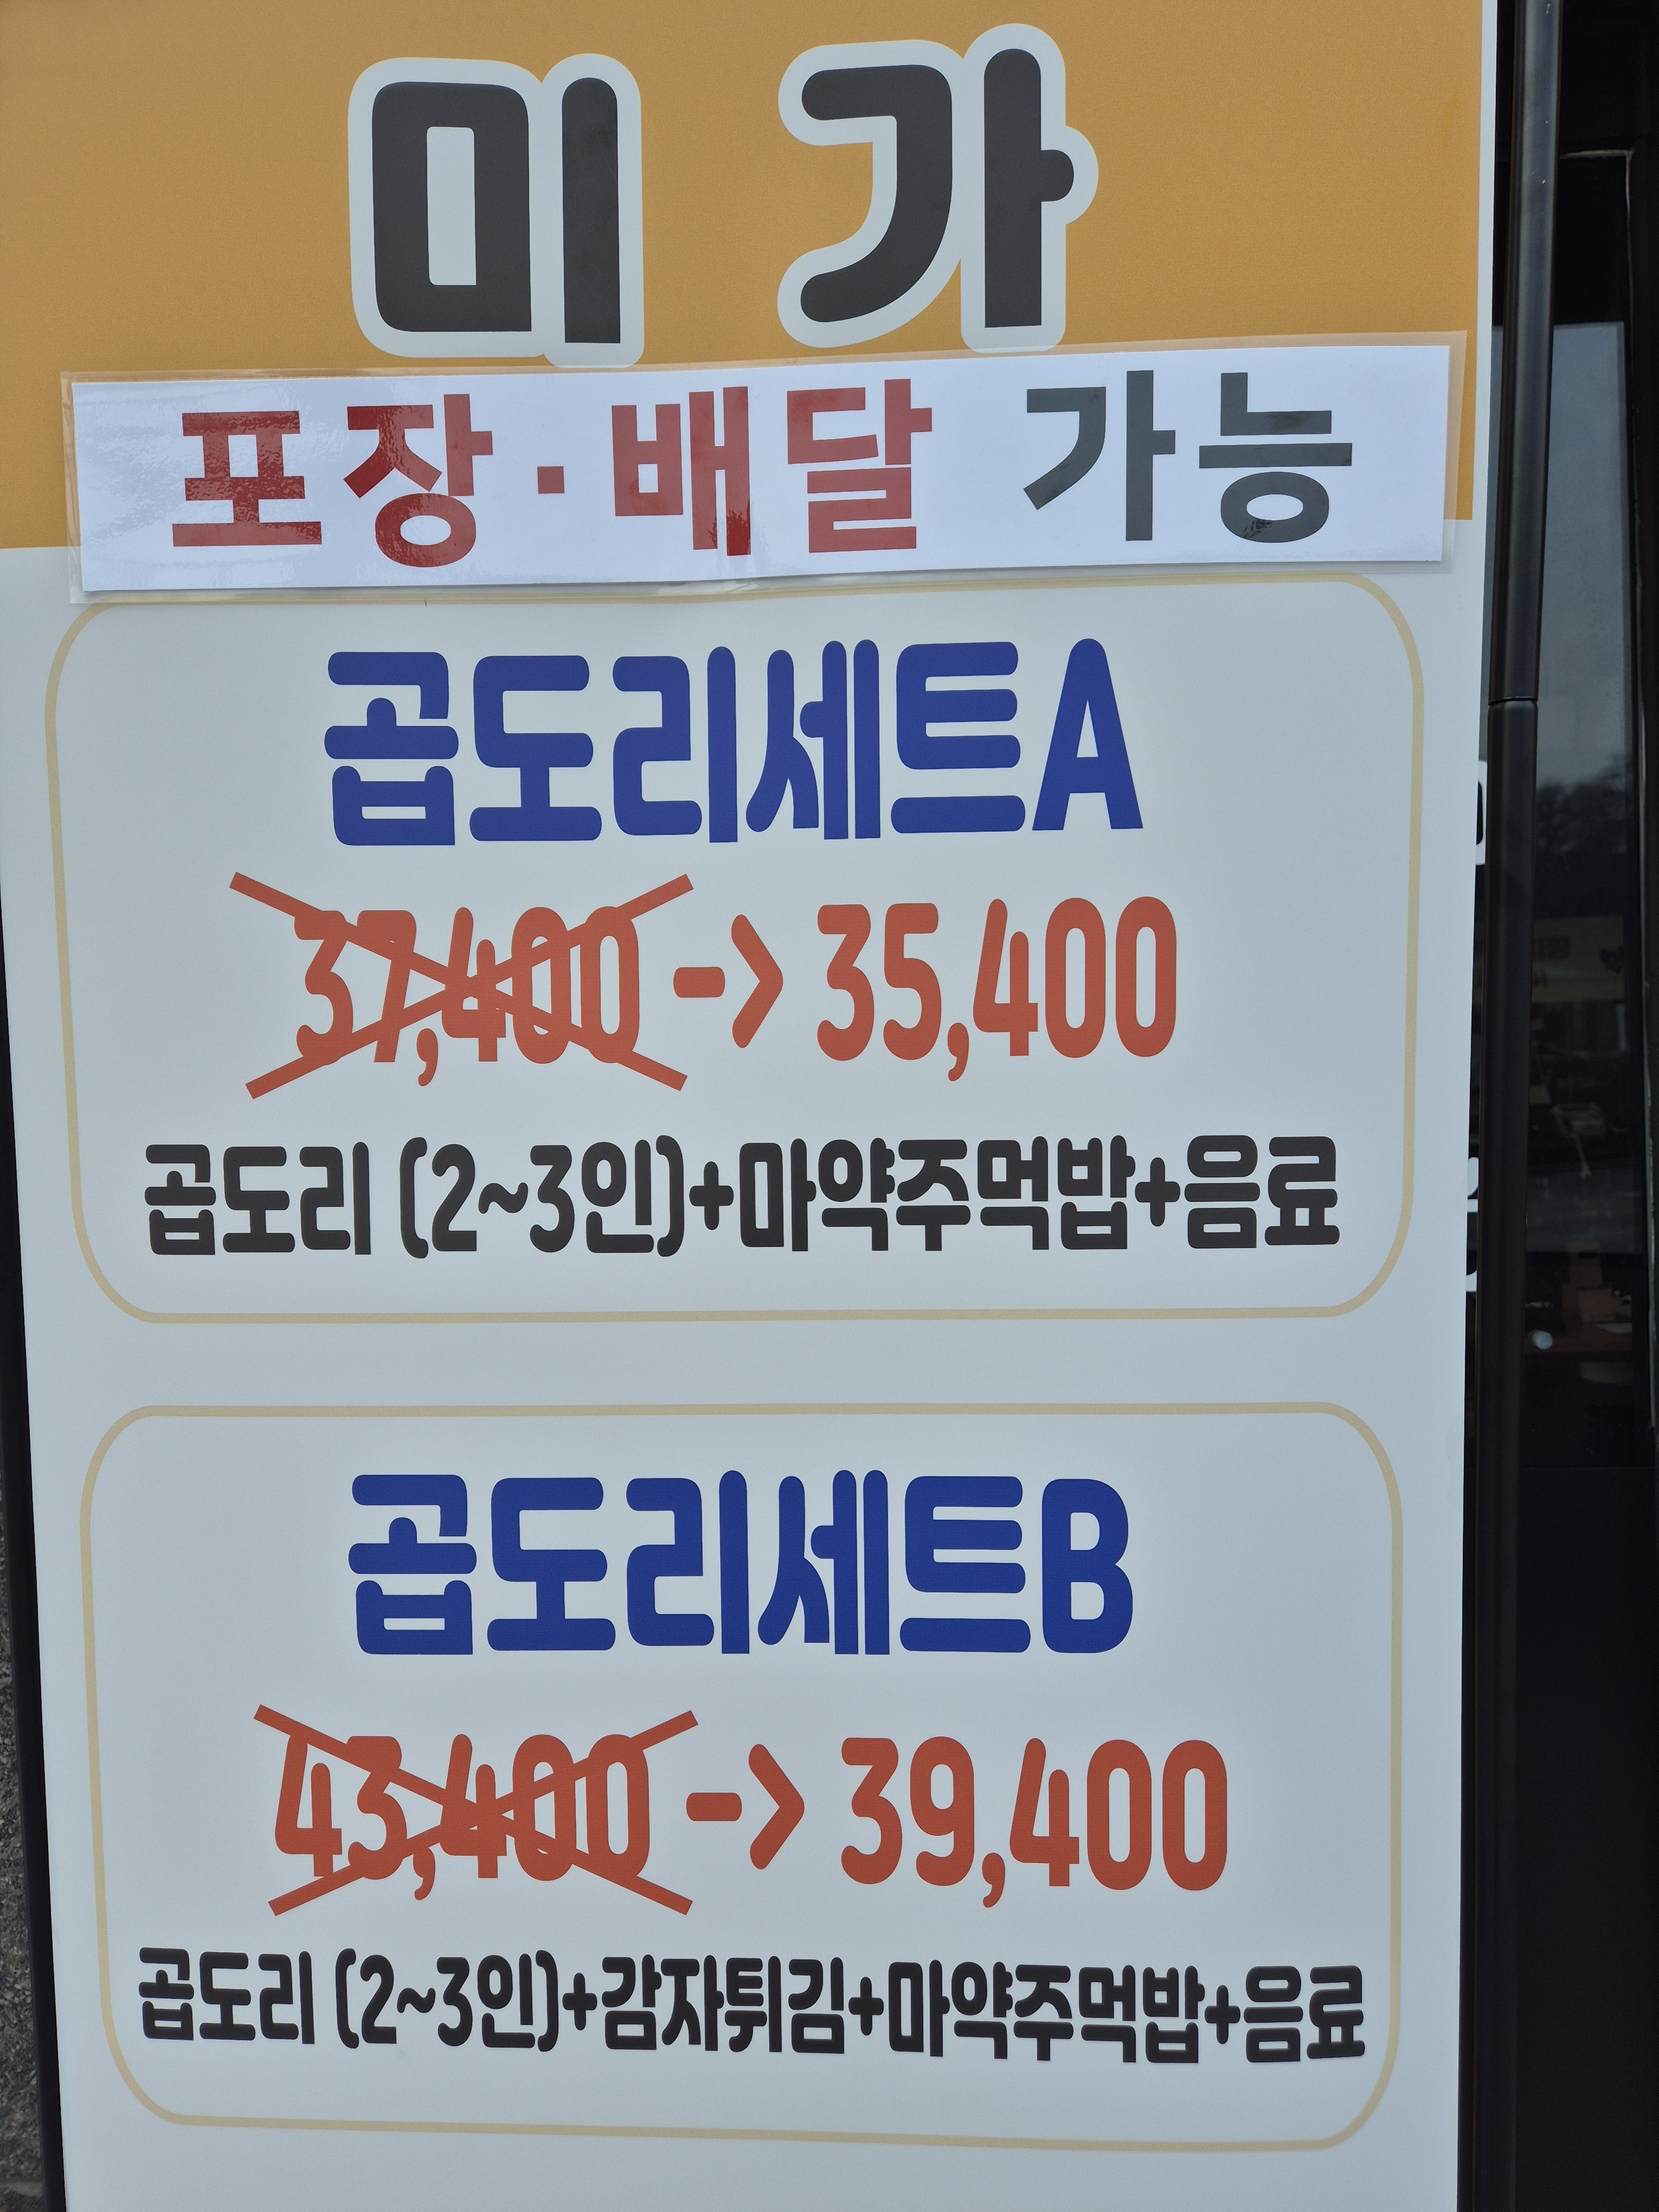 미가
포장·배달 가능
곱도리세트A
37,400 -> 35,400
곱도리 (2~3인)+마약주먹밥+음료
곱도리세트B
43,400 -> 39,400
곱도리 (2~3인)+감자튀김+마약주먹밥+음료